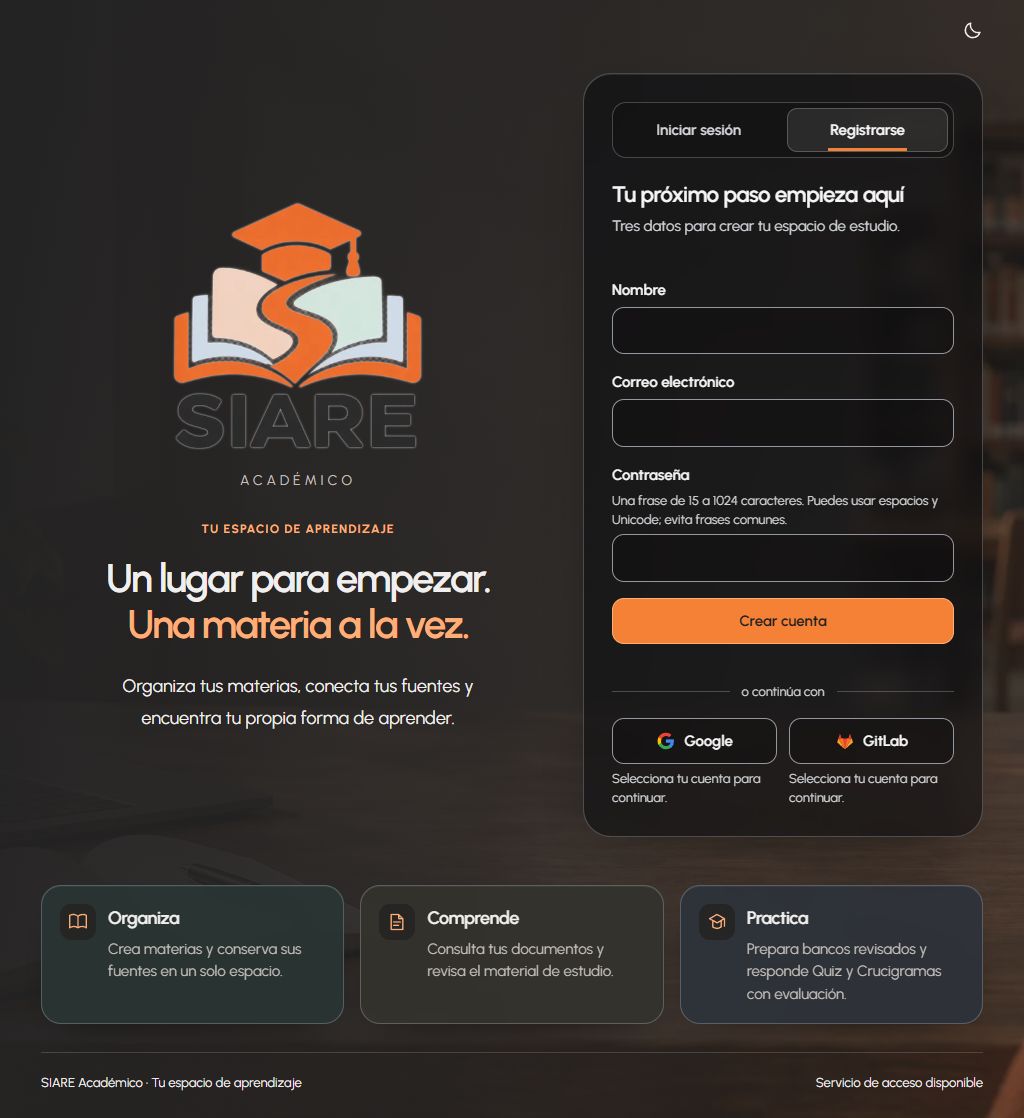 SIARE
ACADÉMICO
TU ESPACIO DE APRENDIZAJE
Un lugar para empezar.
Una materia a la vez.
Organiza tus materias, conecta tus fuentes y
encuentra tu propia forma de aprender.
Iniciar sesión
Registrarse
Tu próximo paso empieza aquí
Tres datos para crear tu espacio de estudio.
Nombre
Correo electrónico
Contraseña
Una frase de 15 a 1024 caracteres. Puedes usar espacios y
Unicode; evita frases comunes.
Crear cuenta
o continúa con
Google
Selecciona tu cuenta para
continuar.
GitLab
Selecciona tu cuenta para
continuar.
Organiza
Crea materias y conserva sus
fuentes en un solo espacio.
Comprende
Consulta tus documentos y
revisa el material de estudio.
Practica
Prepara bancos revisados y
responde Quiz y Crucigramas
con evaluación.
SIARE Académico · Tu espacio de aprendizaje
Servicio de acceso disponible